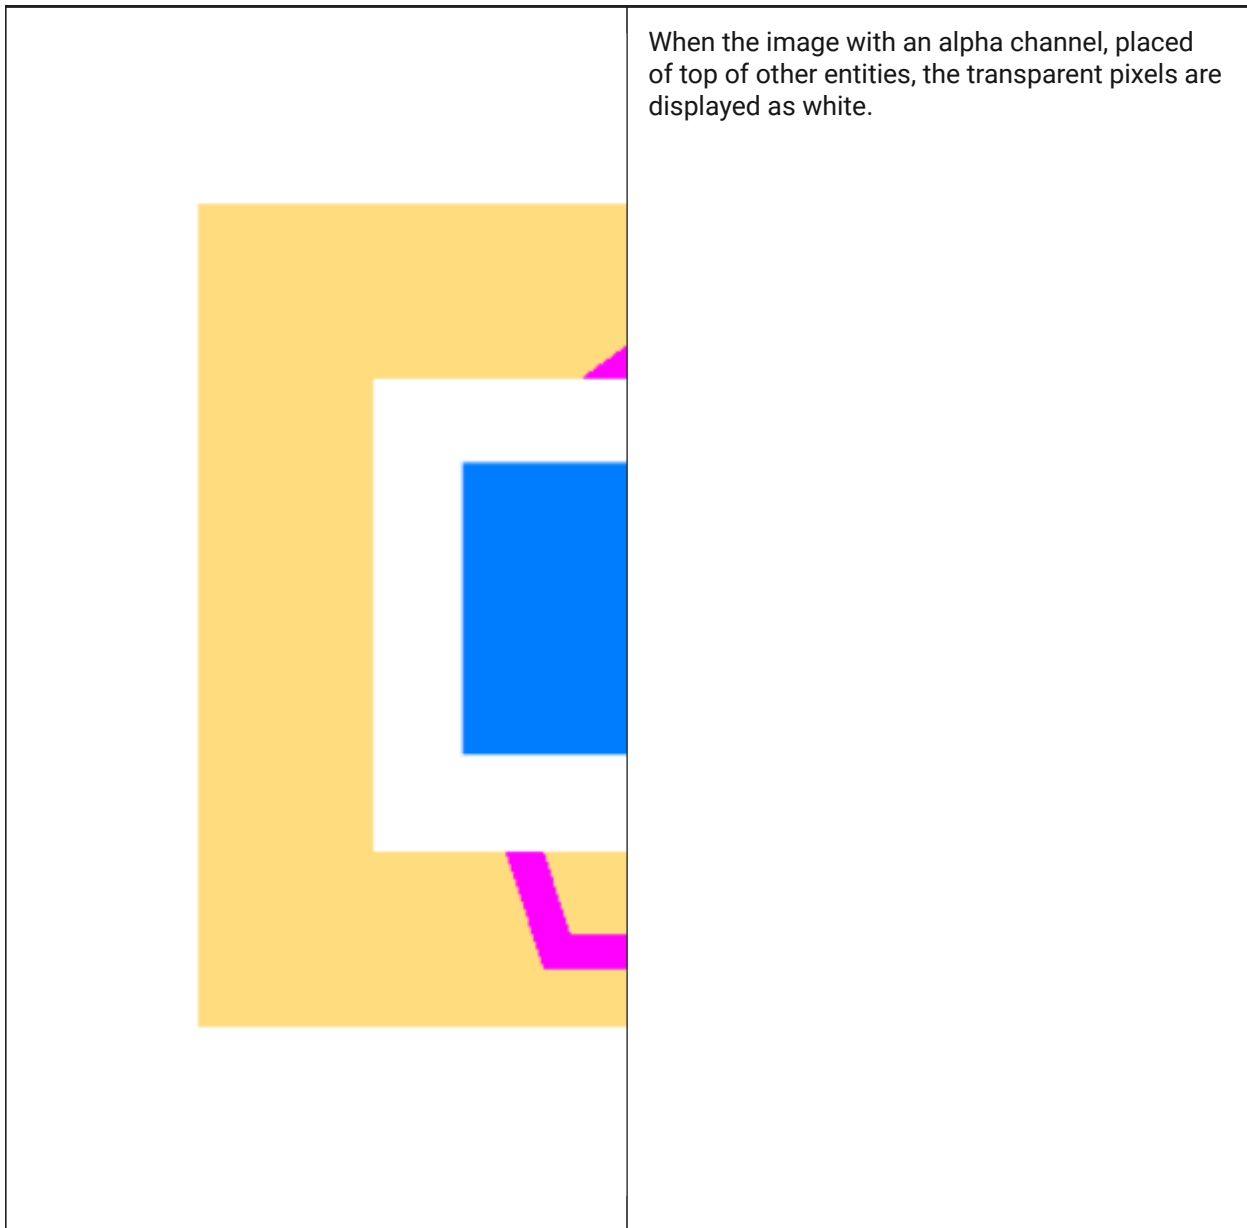 When the image with an alpha channel, placed
of top of other entities, the transparent pixels are
displayed as white.